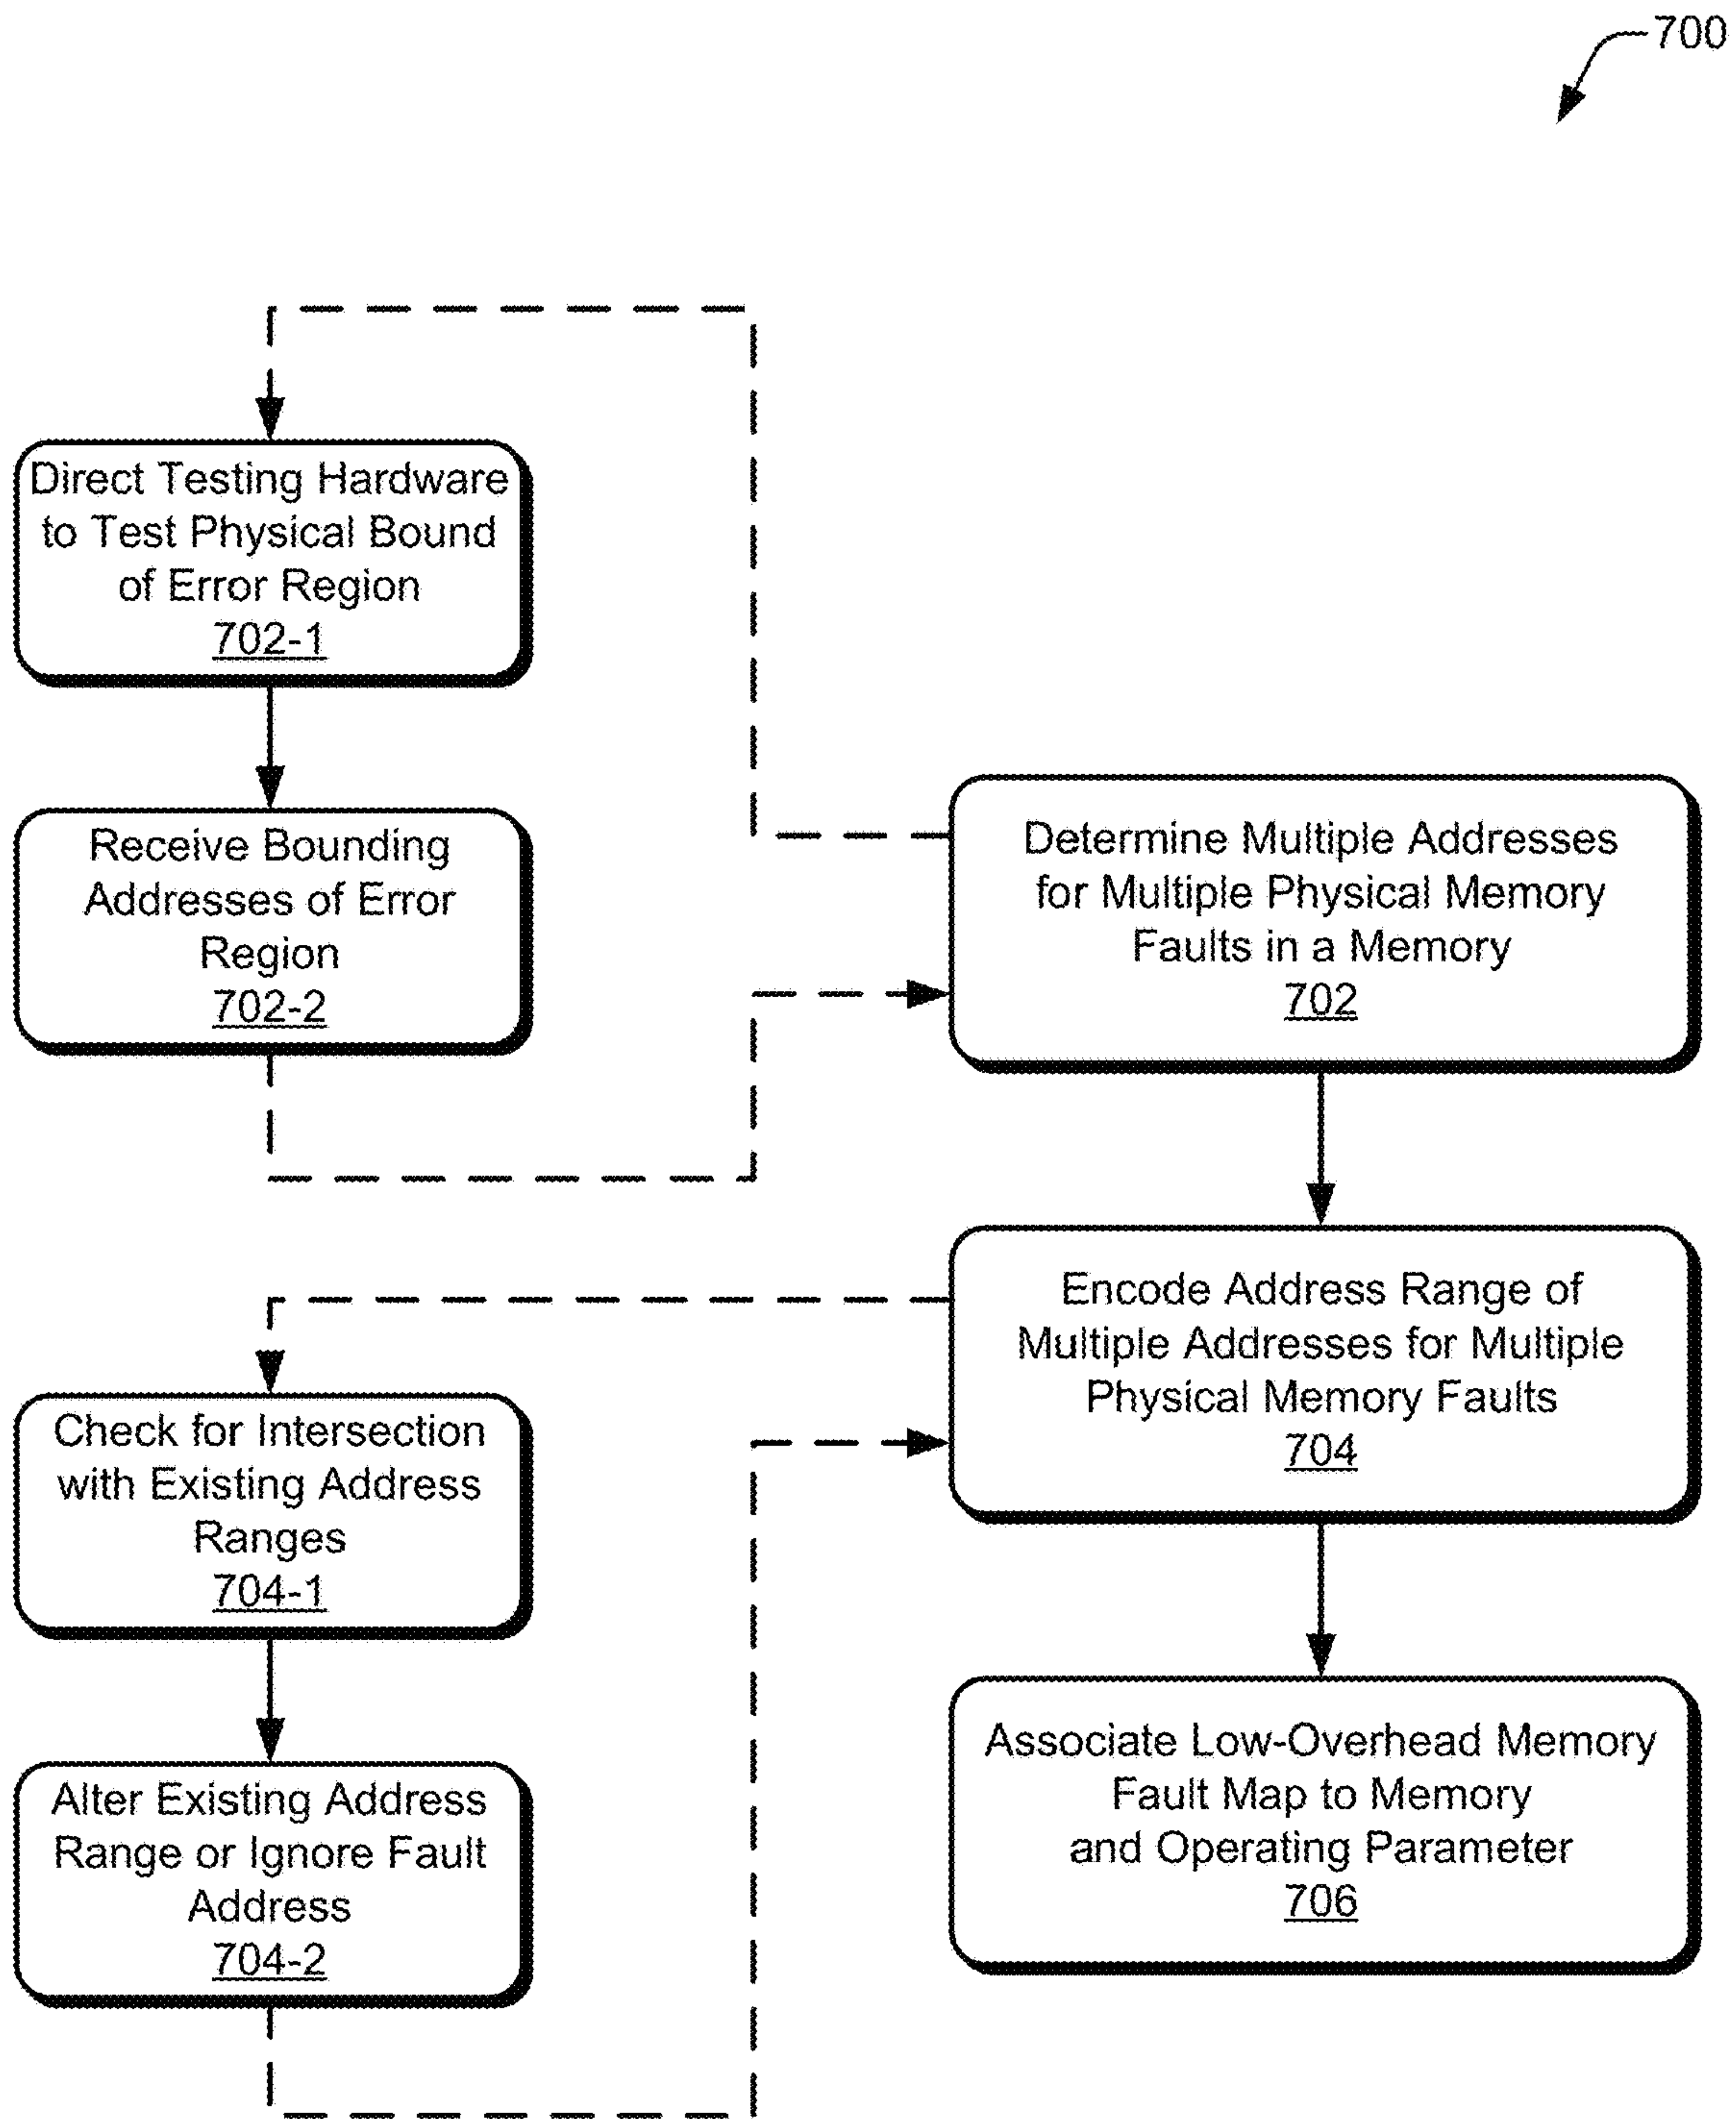 700
Direct Testing Hardware
to Test Physical Bound
of Error Region
702-1
Receive Bounding
Addresses of Error
Region
702-2
Determine Multiple Addresses
for Multiple Physical Memory
Faults in a Memory
702
Encode Address Range of
Multiple Addresses for Multiple
Physical Memory Faults
704
Check for Intersection
with Existing Address
Ranges
704-1
Alter Existing Address
Range or Ignore Fault
Address
704-2
Associate Low-Overhead Memory
Fault Map to Memory
and Operating Parameter
706